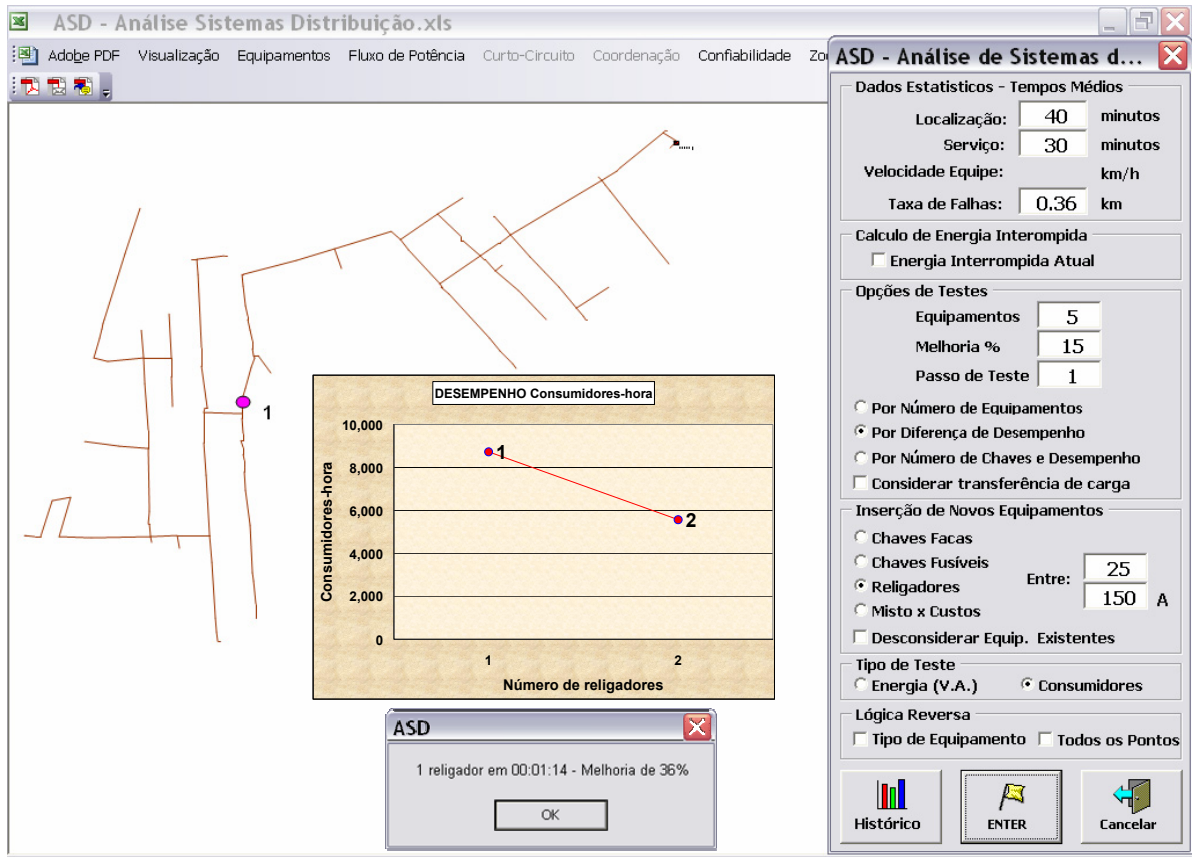 ASD - Análise Sistemas Distribuição.xls
Adobe PDF Visualização Equipamentos Fluxo de Potência Curto-Circuito Coordenação Confiabilidade
1
DESEMPENHO Consumidores-hora
Consumidores-hora
10,000
8,000
6,000
4,000
2,000
0
1
2
1
2
Número de religadores
ASD
1 religador em 00:01:14 - Melhoria de 36%
OK
ASD - Análise de Sistemas d...
Dados Estatisticos - Tempos Médios
Localização: 40 minutos
Serviço: 30 minutos
Velocidade Equipe: km/h
Taxa de Falhas: 0.36 km
Calculo de Energia Interompida
Energia Interrompida Atual
Opções de Testes
Equipamentos 5
Melhoria % 15
Passo de Teste 1
Por Número de Equipamentos
Por Diferença de Desempenho
Por Número de Chaves e Desempenho
Considerar transferência de carga
Inserção de Novos Equipamentos
Chaves Facas
Chaves Fusíveis
Religadores
Misto x Custos
Entre: 25
150 A
Desconsiderar Equip. Existentes
Tipo de Teste
Energia (V.A.) Consumidores
Lógica Reversa
Tipo de Equipamento Todos os Pontos
Histórico ENTER Cancelar